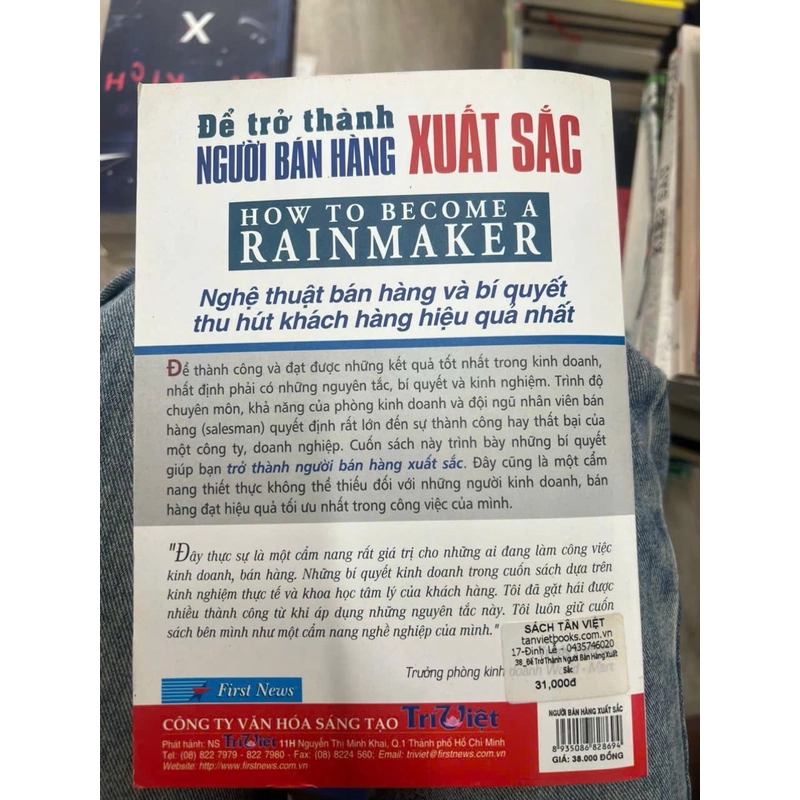 X
Để trở thành
NGƯỜI BÁN HÀNG XUẤT SẮC
HOW TO BECOME A
RAINMAKER
Nghệ thuật bán hàng và bí quyết
thu hút khách hàng hiệu quả nhất
Để thành công và đạt được những kết quả tốt nhất trong kinh doanh,
nhất định phải có những nguyên tắc, bí quyết và kinh nghiệm. Trình độ
chuyên môn, khả năng của phòng kinh doanh và đội ngũ nhân viên bán
hàng (salesman) quyết định rất lớn đến sự thành công hay thất bại của
một công ty, doanh nghiệp. Cuốn sách này trình bày những bí quyết
giúp bạn trở thành người bán hàng xuất sắc. Đây cũng là một cẩm
nang thiết thực không thể thiếu đối với những người kinh doanh, bán
hàng đạt hiệu quả tối ưu nhất trong công việc của mình.
"Đây thực sự là một cẩm nang rất giá trị cho những ai đang làm công việc
kinh doanh, bán hàng. Những bí quyết kinh doanh trong cuốn sách dựa trên
kinh nghiệm thực tế và khoa học tâm lý của khách hàng. Tôi đã gặt hái được
nhiều thành công từ khi áp dụng những nguyên tắc này. Tôi luôn giữ cuốn
sách bên mình như một cẩm nang nghề nghiệp của mình."
Trưởng phòng kinh doanh - Mart
SÁCH TÂN VIỆT
tanvietbooks.com.vn
17-Đinh Lễ - 0435746020
38_Để Trở Thành Người Bán Hàng Xuất
Sắc
31,000đ
First News
CÔNG TY VĂN HÓA SÁNG TẠO TriViệt
Phát hành: NS TriViệt 11H Nguyễn Thị Minh Khai, Q.1 Thành phố Hồ Chí Minh
Tel: (08) 822 7979 - 822 7980 - Fax: (08) 8224 560; Email: triviet@firstnews.com.vn
Website: http://www.firstnews.com.vn
NGƯỜI BÁN HÀNG XUẤT SẮC
8935086828694
GIÁ: 38.000 ĐỒNG